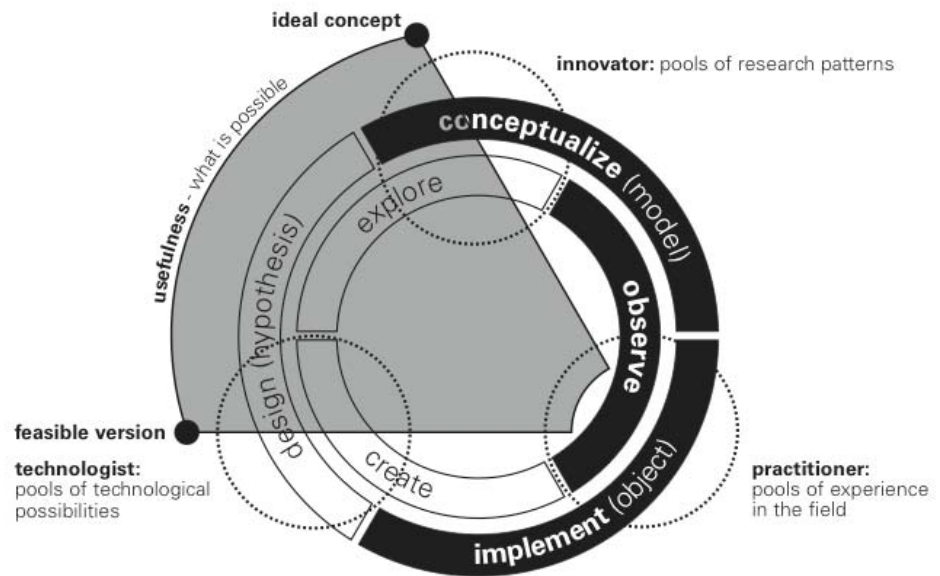 ideal concept
innovator: pools of research patterns
usefulness - what is possible
conceptualize (model)
explore
design (hypothesis)
observe
feasible version
technologist:
pools of technological
possibilities
create
implement (object)
practitioner:
pools of experience
in the field